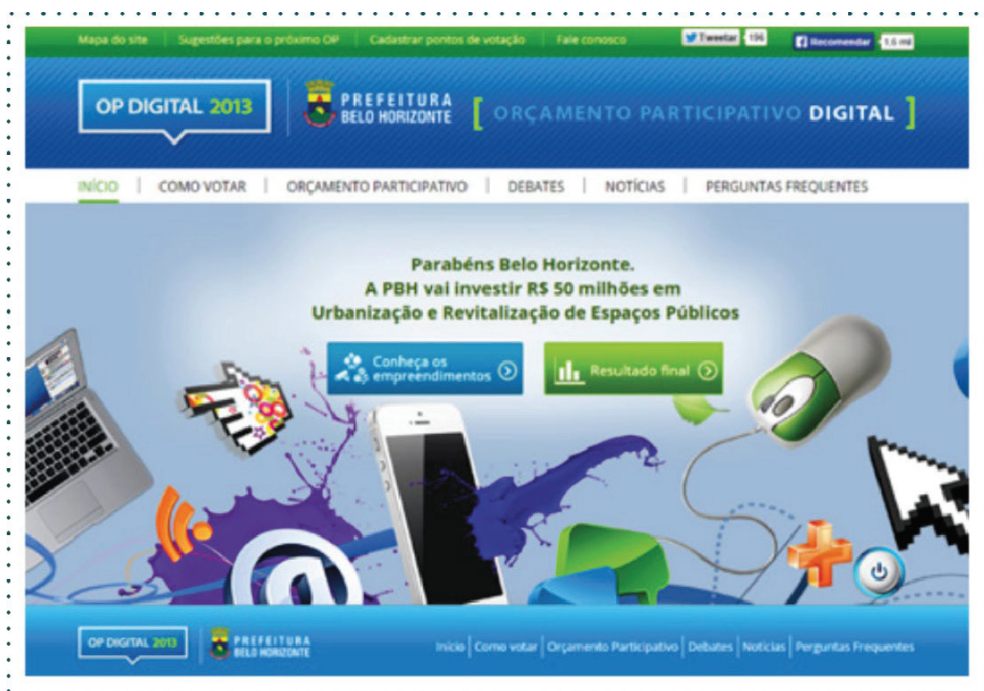 Mapa do site Sugestões para o próximo OP Cadastrar pontos de votação Fale conosco Tweetar 196 Recomendar 1,6 mil
OP DIGITAL 2013 PREFEITURA BELO HORIZONTE [ ORÇAMENTO PARTICIPATIVO DIGITAL ]
INÍCIO COMO VOTAR ORÇAMENTO PARTICIPATIVO DEBATES NOTÍCIAS PERGUNTAS FREQUENTES
Parabéns Belo Horizonte.
A PBH vai investir R$ 50 milhões em
Urbanização e Revitalização de Espaços Públicos
Conheça os
empreendimentos
Resultado final
@
OP DIGITAL 2013 PREFEITURA BELO HORIZONTE Início | Como votar | Orçamento Participativo | Debates | Notícias | Perguntas Frequentes